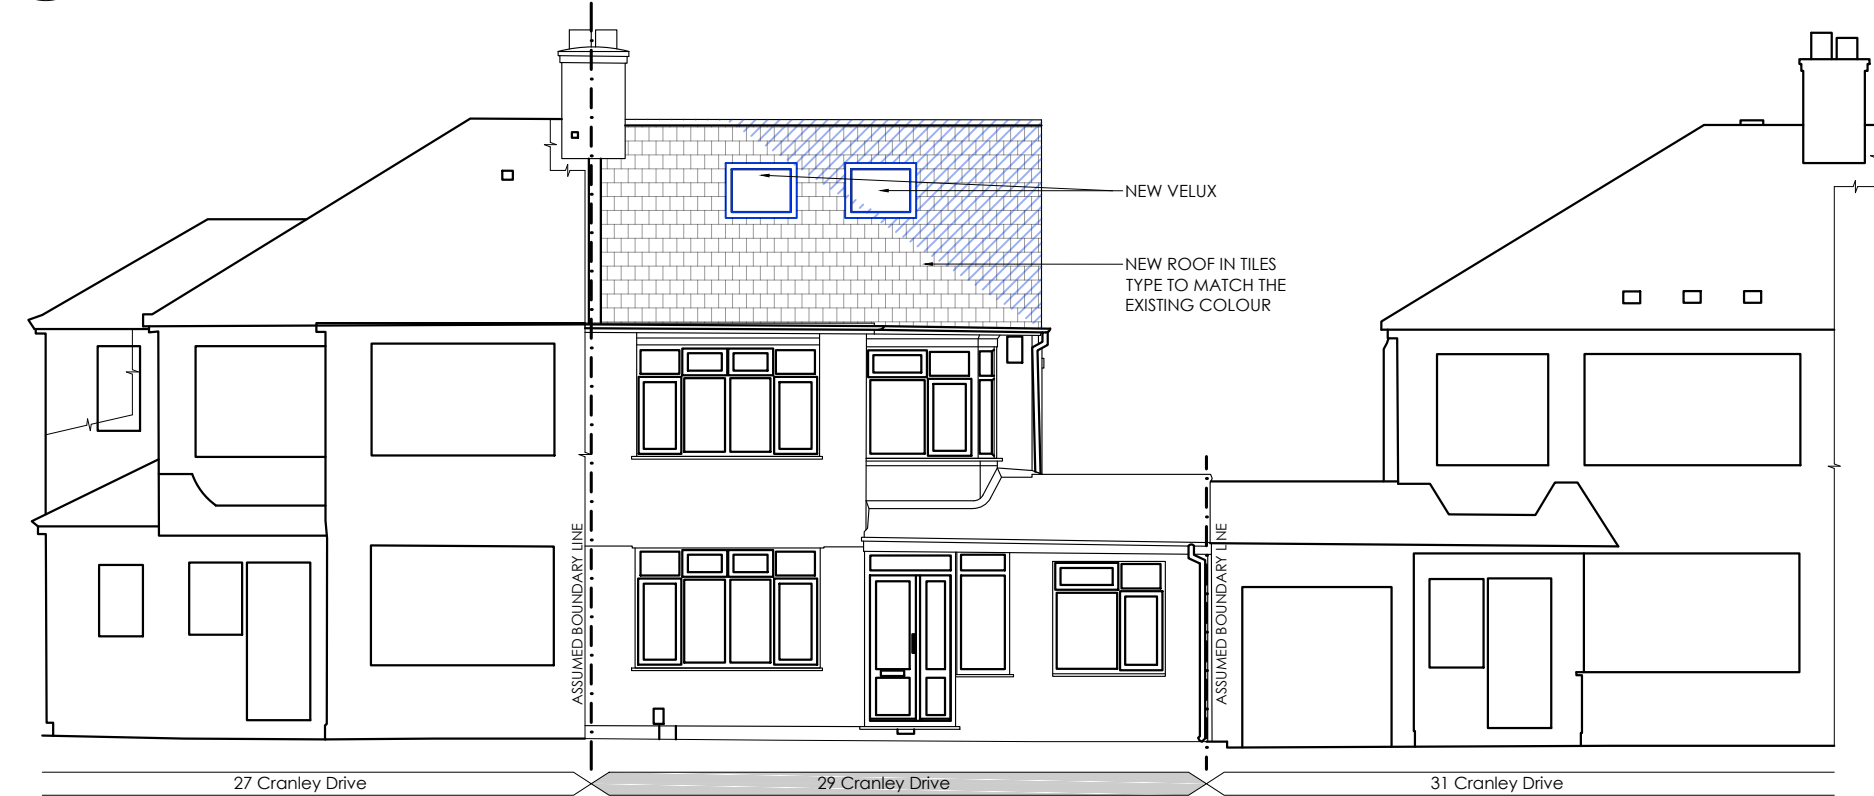 NEW VELUX
NEW ROOF IN TILES
TYPE TO MATCH THE
EXISTING COLOUR
ASSUMED BOUNDARY LINE
ASSUMED BOUNDARY LINE
27 Cranley Drive
29 Cranley Drive
31 Cranley Drive